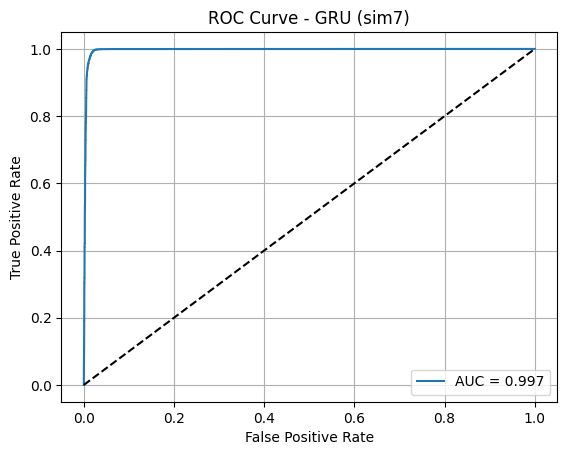 ROC Curve - GRU (sim7)
True Positive Rate
1.0
0.8
0.6
0.4
0.2
0.0
AUC = 0.997
0.0 0.2 0.4 0.6 0.8 1.0
False Positive Rate